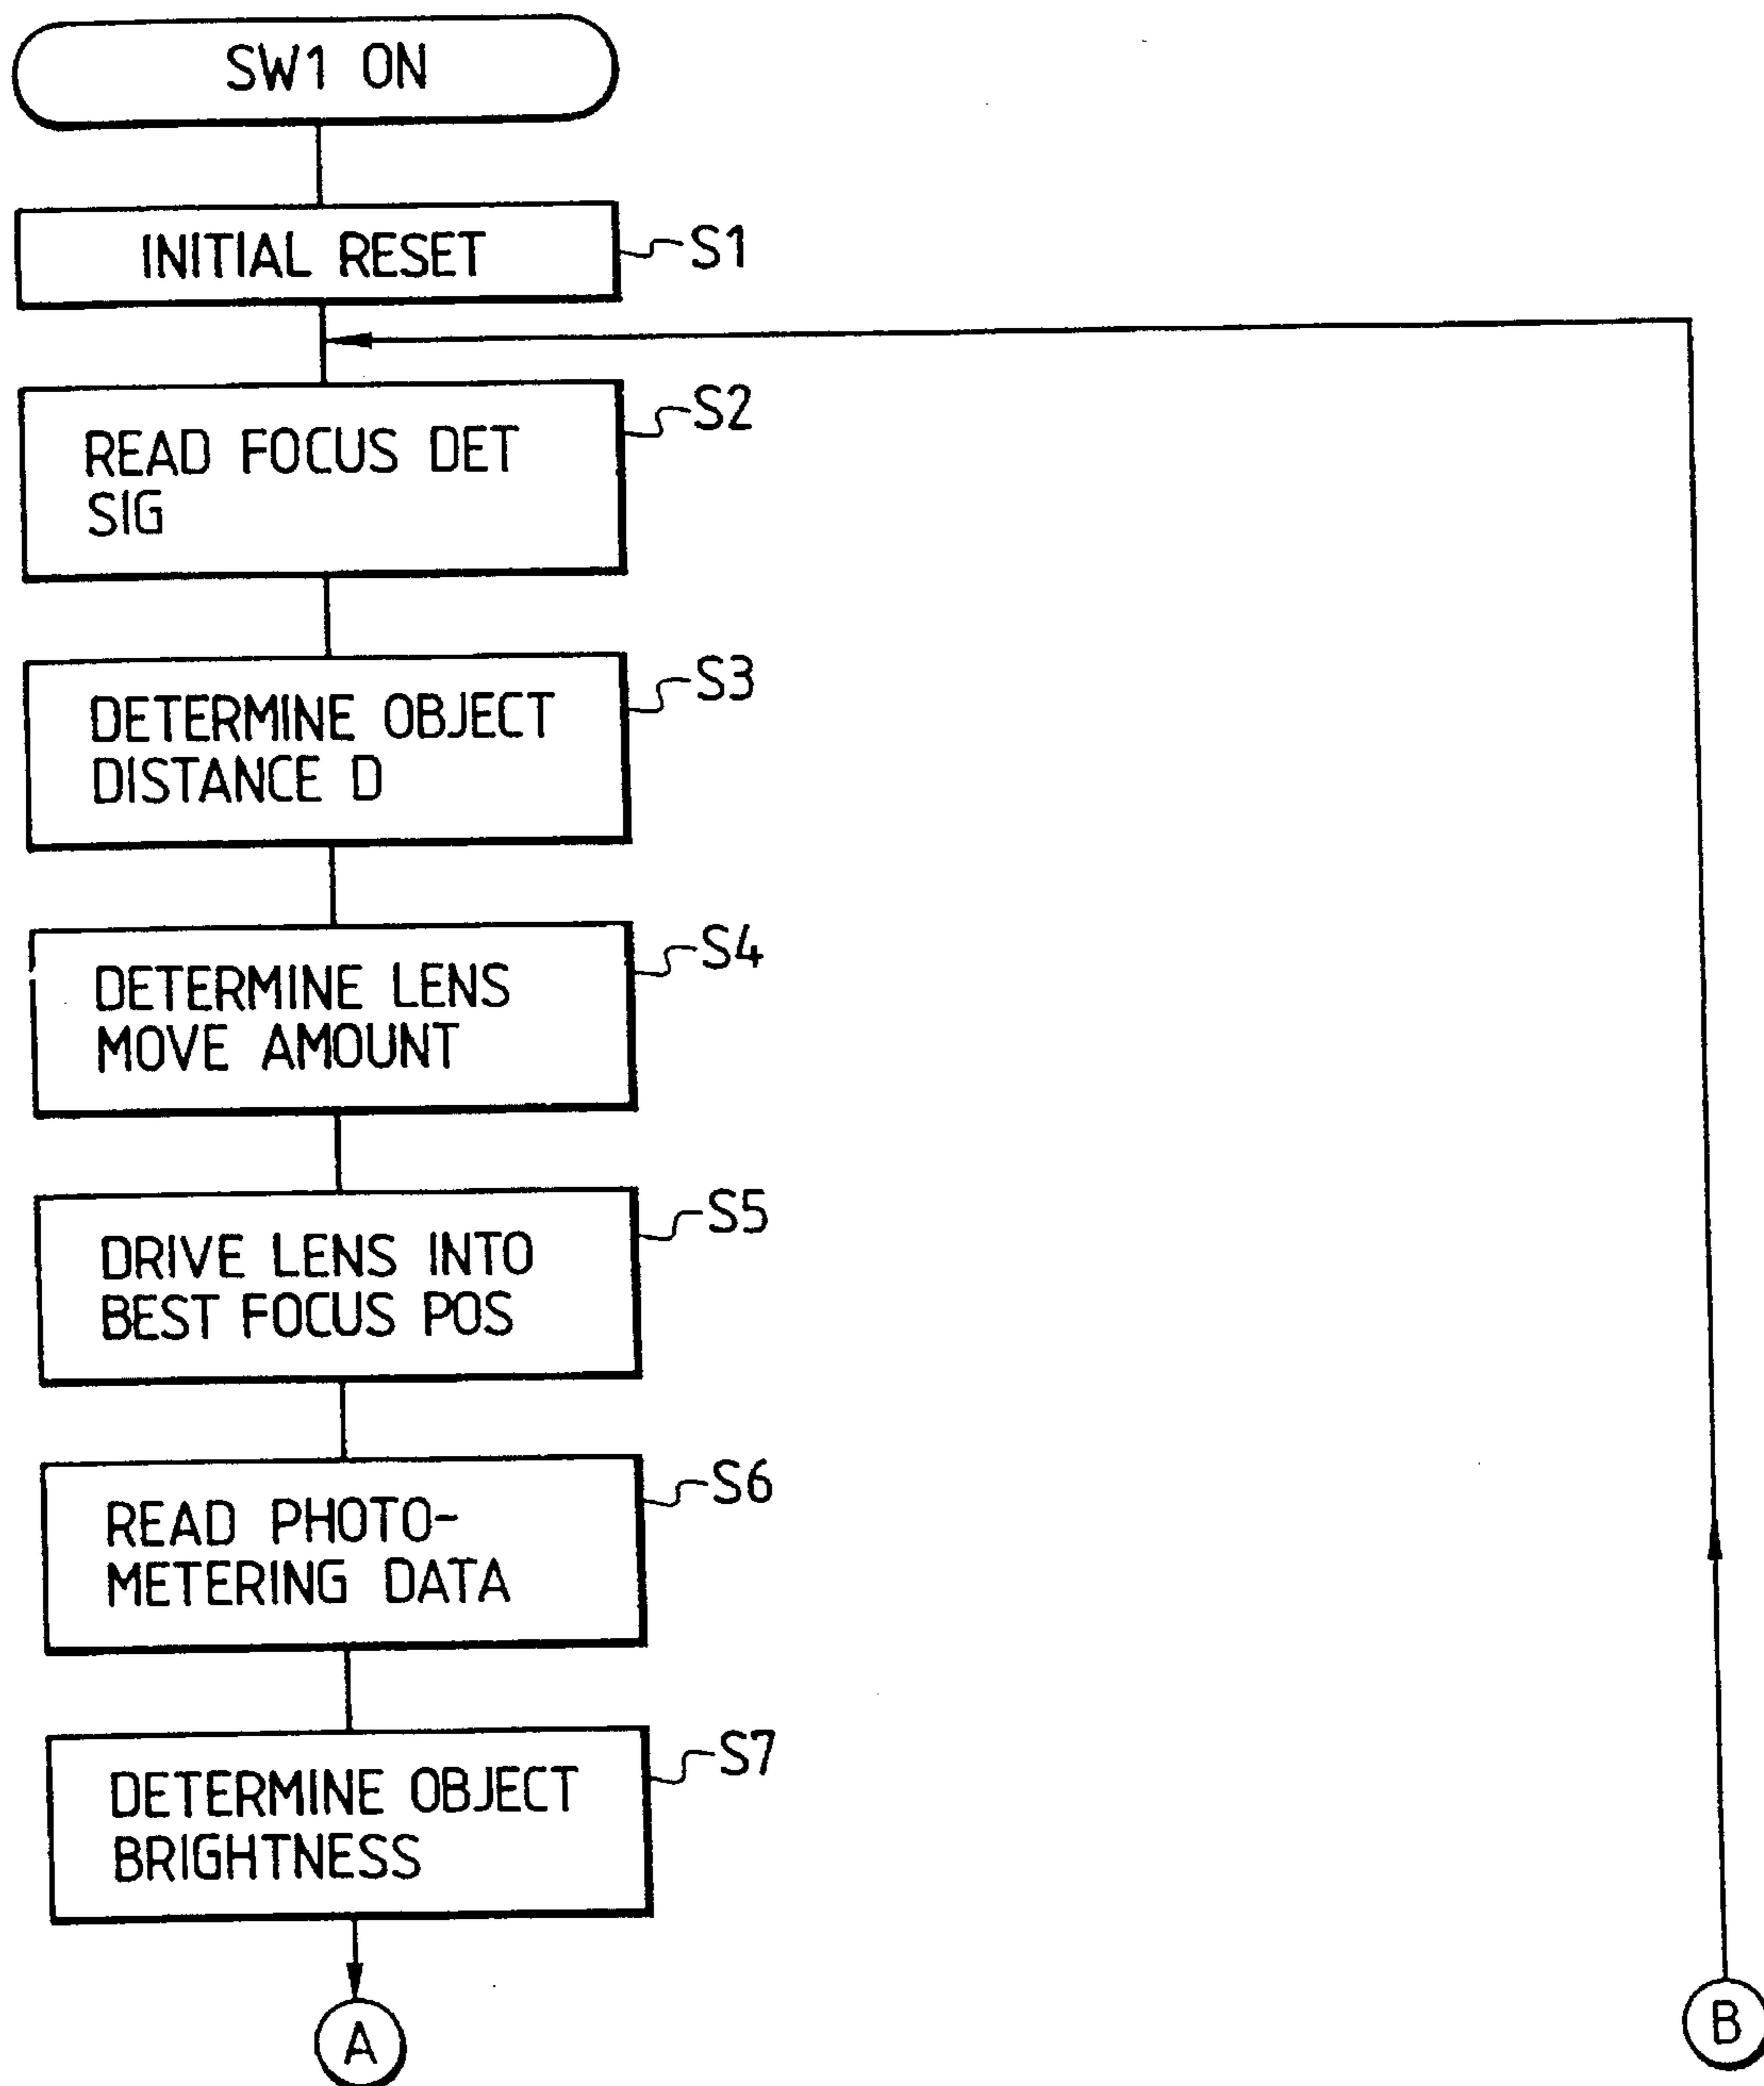 SW1 ON
INITIAL RESET
S1
READ FOCUS DET
SIG
S2
DETERMINE OBJECT
DISTANCE D
S3
DETERMINE LENS
MOVE AMOUNT
S4
DRIVE LENS INTO
BEST FOCUS POS
S5
READ PHOTO-
METERING DATA
S6
DETERMINE OBJECT
BRIGHTNESS
S7
A
B